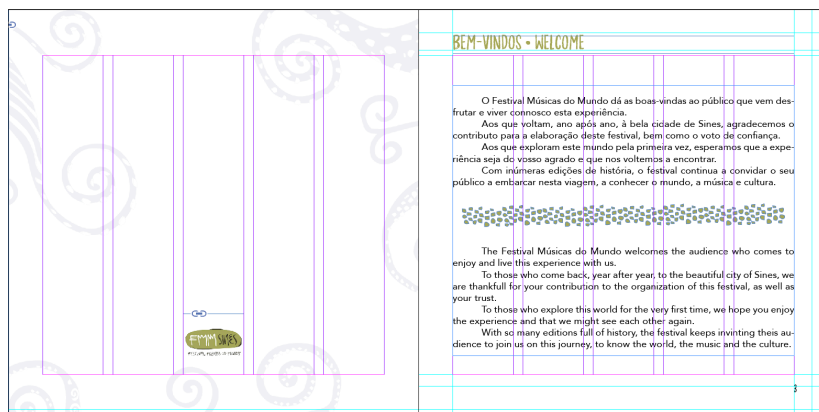 FMM SINES
FESTIVAL MÚSICAS DO MUNDO
BEM-VINDOS • WELCOME
O Festival Músicas do Mundo dá as boas-vindas ao público que vem des-
frutar e viver connosco esta experiência.
Aos que voltam, ano após ano, à bela cidade de Sines, agradecemos o
contributo para a elaboração deste festival, bem como o voto de confiança.
Aos que exploram este mundo pela primeira vez, esperamos que a expe-
riência seja do vosso agrado e que nos voltemos a encontrar.
Com inúmeras edições de história, o festival continua a convidar o seu
público a embarcar nesta viagem, a conhecer o mundo, a música e cultura.
The Festival Músicas do Mundo welcomes the audience who comes to
enjoy and live this experience with us.
To those who come back, year after year, to the beautiful city of Sines, we
are thankfull for your contribution to the organization of this festival, as well as
your trust.
To those who explore this world for the very first time, we hope you enjoy
the experience and that we might see each other again.
With so many editions full of history, the festival keeps invinting theis au-
dience to join us on this journey, to know the world, the music and the culture.
3